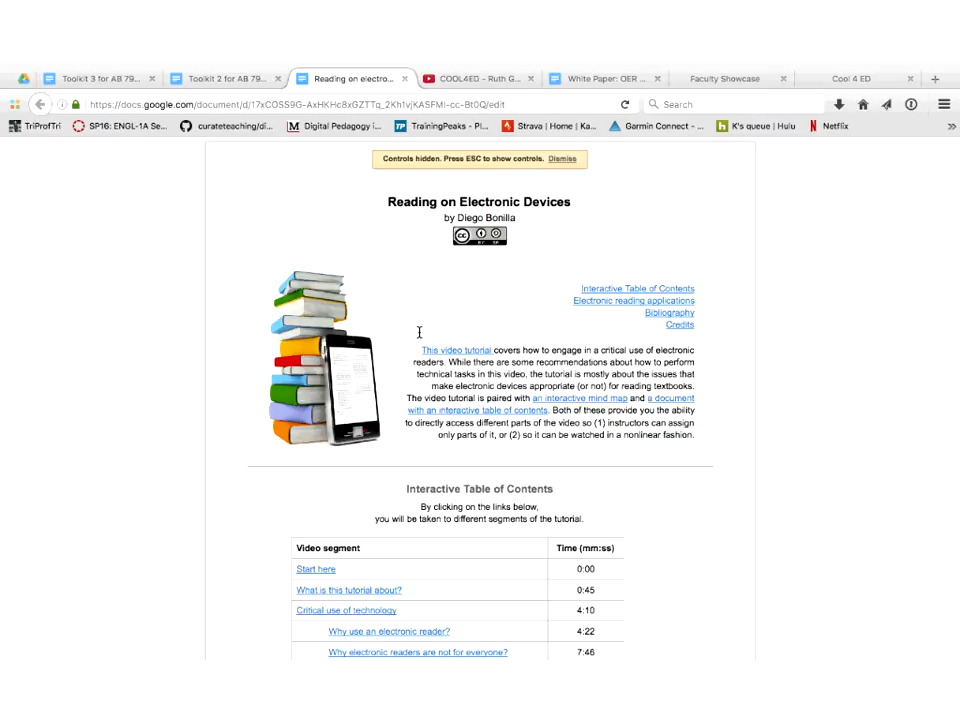 Toolkit 3 for AB 79...
Toolkit 2 for AB 79...
Reading on electro...
COOL4ED - Ruth G...
White Paper: OER ...
Faculty Showcase
Cool 4 ED
Search
TriProfTri
SP16: ENGL-1A Se...
curateteaching/di...
Digital Pedagogy i...
TrainingPeaks - Pl...
Strava | Home | Ka...
Garmin Connect - ...
K's queue | Hulu
Netflix
Controls hidden. Press ESC to show controls. Dismiss
Reading on Electronic Devices
by Diego Bonilla
Interactive Table of Contents
Electronic reading applications
Bibliography
Credits
This video tutorial covers how to engage in a critical use of electronic
readers. While there are some recommendations about how to perform
technical tasks in this video, the tutorial is mostly about the issues that
make electronic devices appropriate (or not) for reading textbooks.
The video tutorial is paired with an interactive mind map and a document
with an interactive table of contents. Both of these provide you the ability
to directly access different parts of the video so (1) instructors can assign
only parts of it, or (2) so it can be watched in a nonlinear fashion.
Interactive Table of Contents
By clicking on the links below,
you will be taken to different segments of the tutorial.
Video segment Time (mm:ss)
Start here 0:00
What is this tutorial about? 0:45
Critical use of technology 4:10
Why use an electronic reader? 4:22
Why electronic readers are not for everyone? 7:46